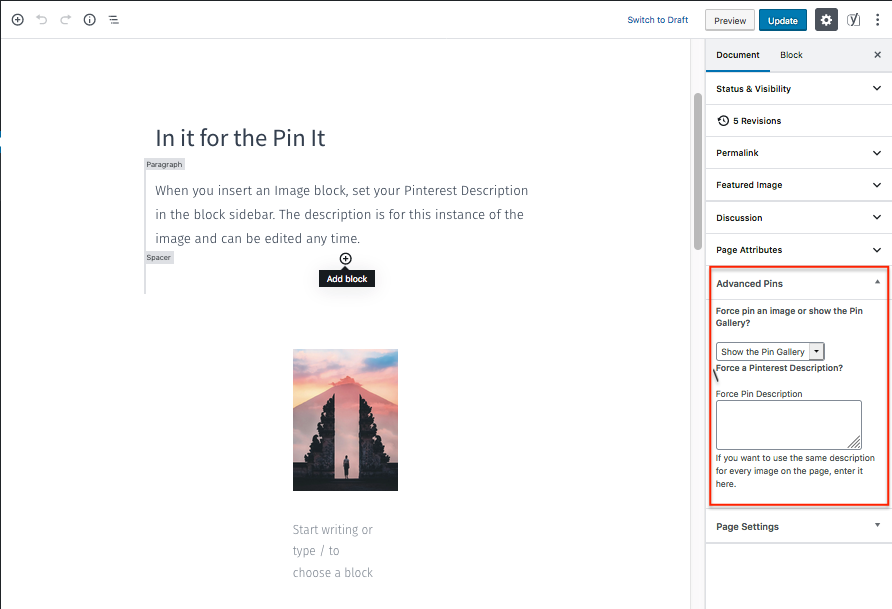 Switch to Draft
Preview
Update
In it for the Pin It
Paragraph
When you insert an Image block, set your Pinterest Description
in the block sidebar. The description is for this instance of the
image and can be edited any time.
Spacer
Add block
Start writing or
type / to
choose a block
Document
Block
Status & Visibility
5 Revisions
Permalink
Featured Image
Discussion
Page Attributes
Advanced Pins
Force pin an image or show the Pin
Gallery?
Show the Pin Gallery
Force a Pinterest Description?
Force Pin Description
If you want to use the same description
for every image on the page, enter it
here.
Page Settings